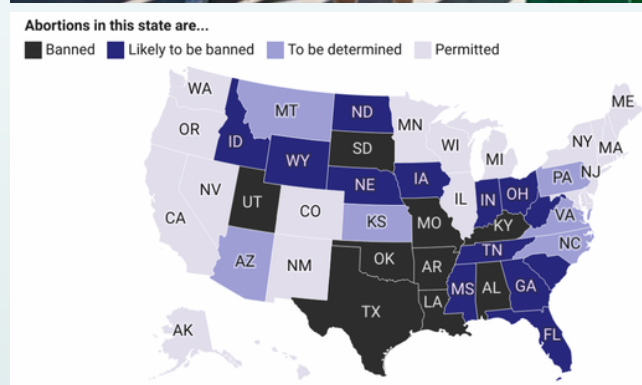 Abortions in this state are...
Banned Likely to be banned To be determined Permitted
WA
ME
MT
ND
MN
OR
ID
SD
WI
NY
MA
MI
WY
IA
PA
NJ
NE
NV
IL
IN
OH
UT
CO
VA
CA
KS
MO
KY
NC
TN
AZ
NM
OK
AR
MS
AL
GA
LA
TX
AK
FL